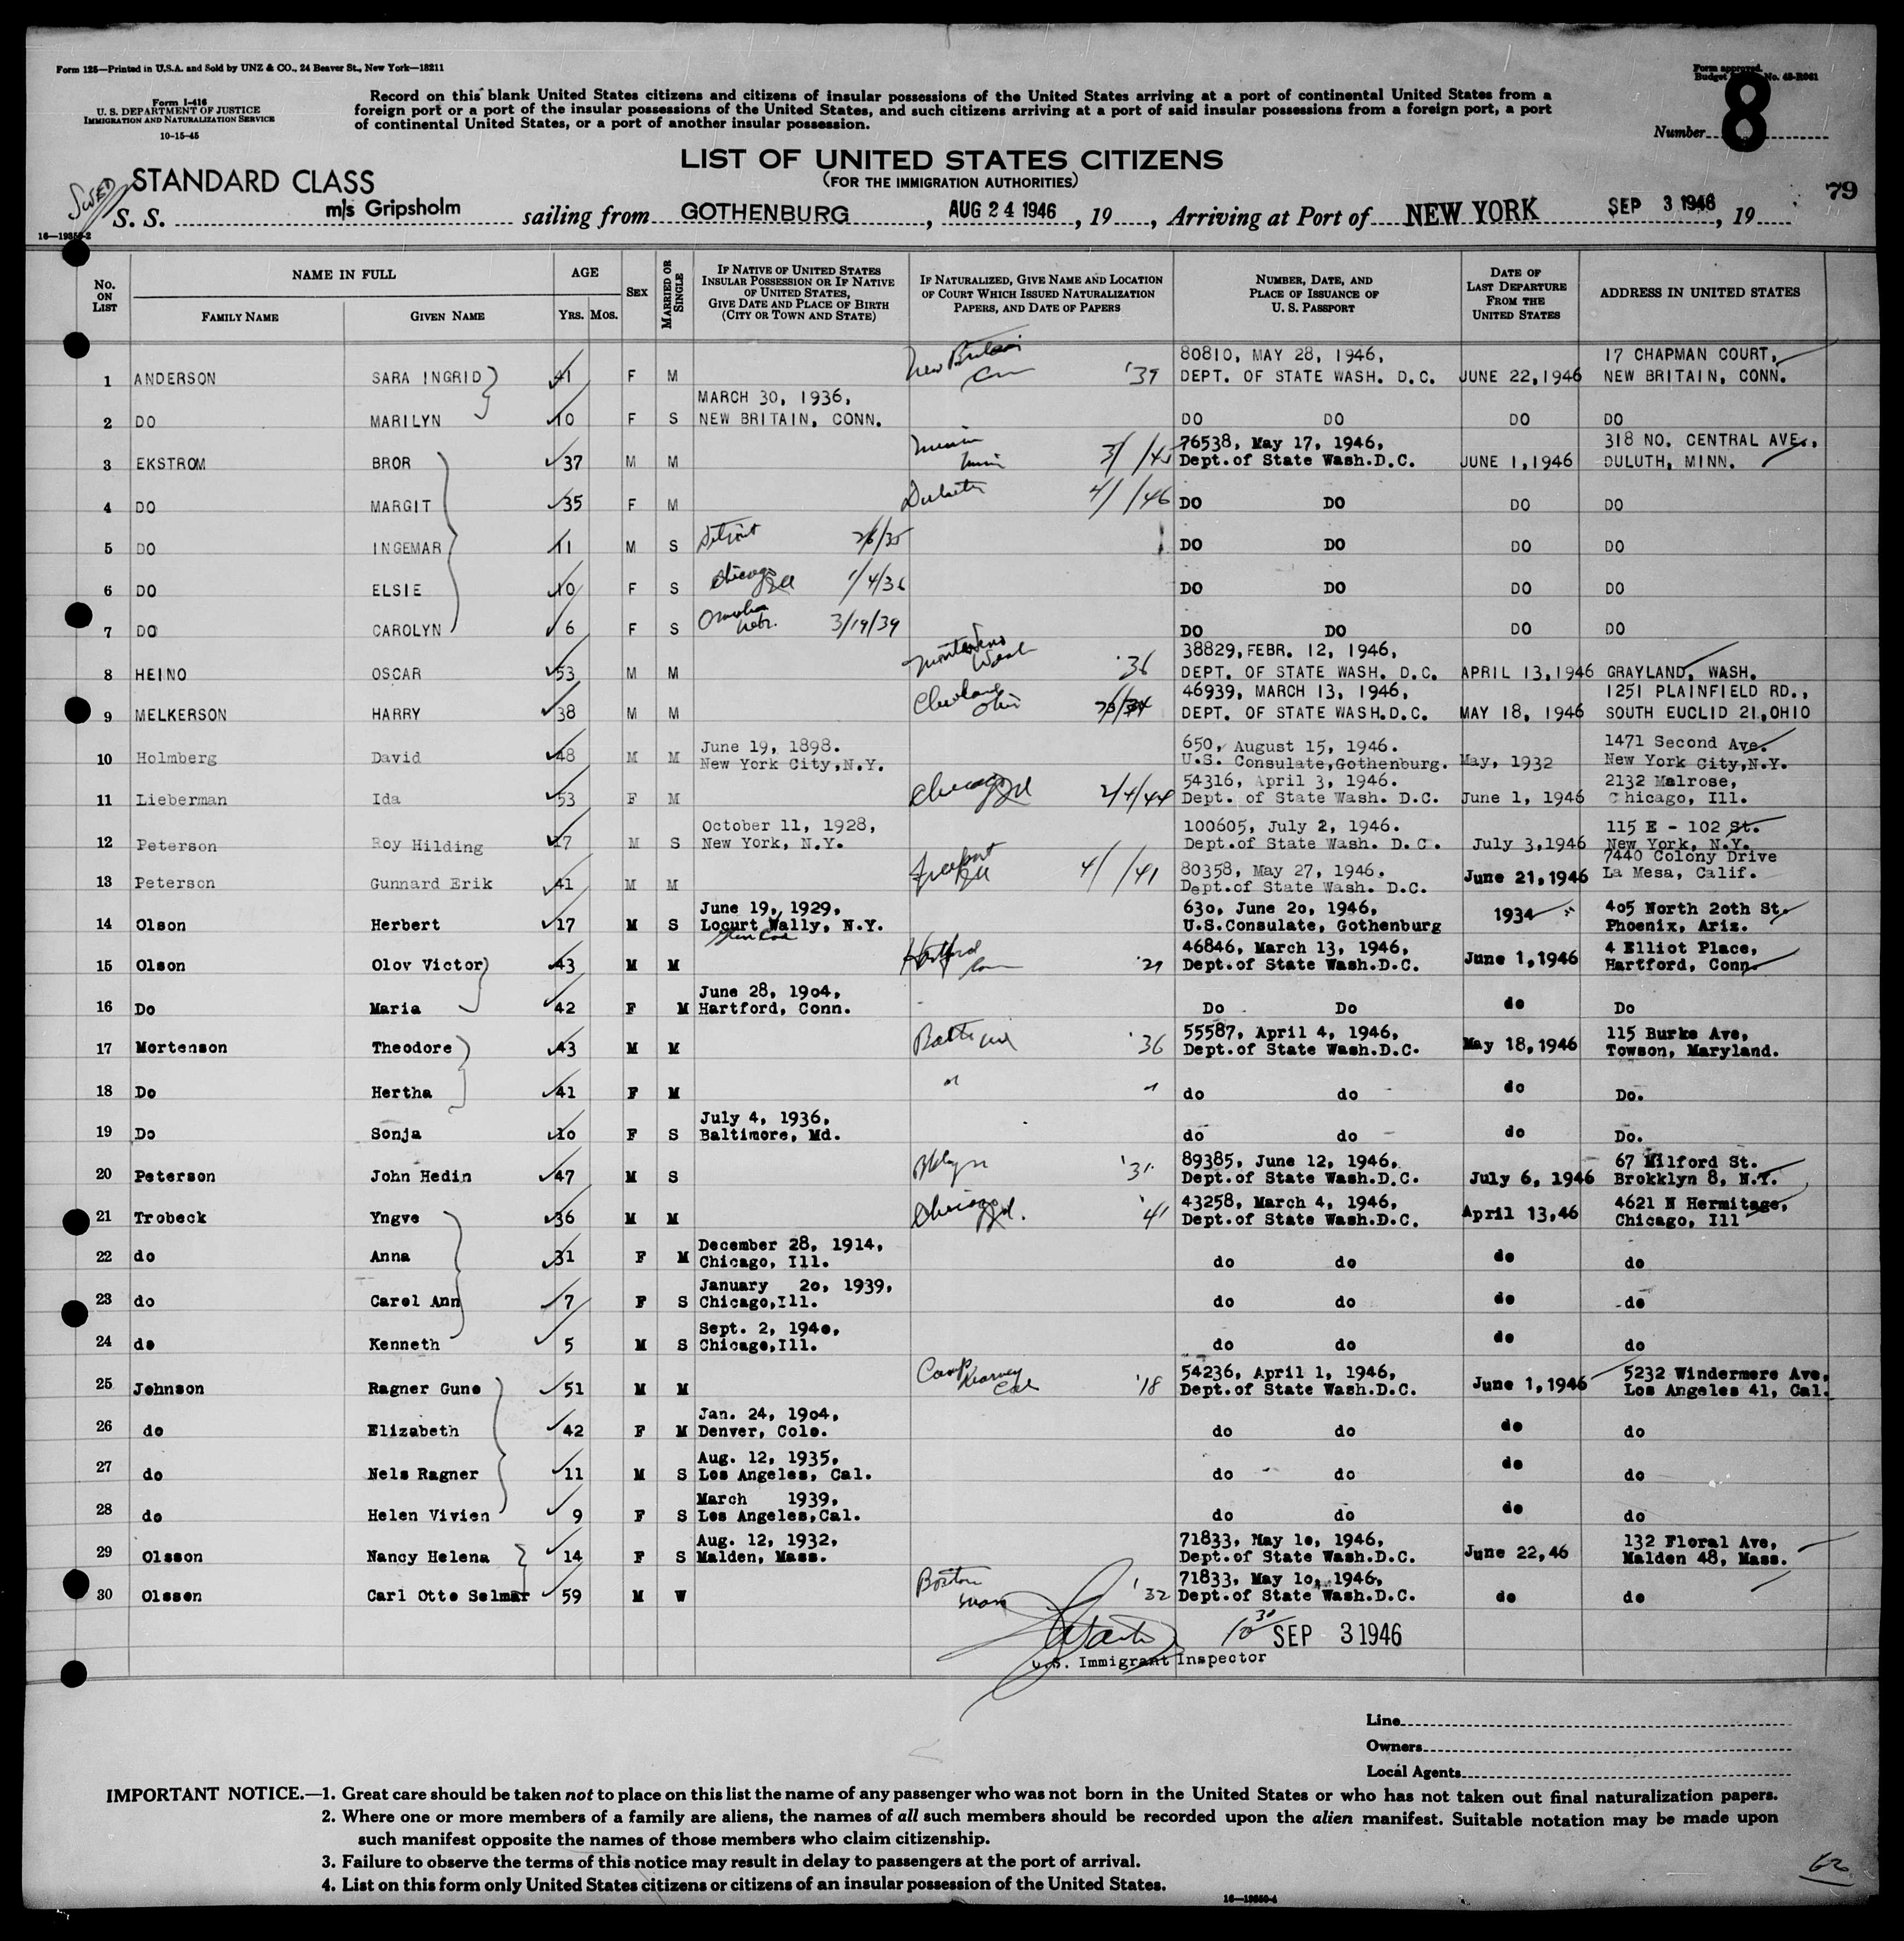 Form 125—Printed in U.S.A. and Sold by UNZ & CO., 24 Beaver St., New York—18211
Form approved.
Budget No. 43-R061
Form I-416
U. S. DEPARTMENT OF JUSTICE
IMMIGRATION AND NATURALIZATION SERVICE
10-15-45
Record on this blank United States citizens and citizens of insular possessions of the United States arriving at a port of continental United States from a
foreign port or a port of the insular possessions of the United States, and such citizens arriving at a port of said insular possessions from a foreign port, a port
of continental United States, or a port of another insular possession.
Number 8
LIST OF UNITED STATES CITIZENS
(FOR THE IMMIGRATION AUTHORITIES)
STANDARD CLASS
79
S. S. m/s Gripsholm sailing from GOTHENBURG, AUG 24 1946, 19, Arriving at Port of NEW YORK SEP 3 1946, 19
No. ON LIST
NAME IN FULL
FAMILY NAME
GIVEN NAME
AGE
YRS. MOS.
SEX
MARRIED OR SINGLE
IF NATIVE OF UNITED STATES INSULAR POSSESSION OR IF NATIVE OF UNITED STATES, GIVE DATE AND PLACE OF BIRTH (CITY OR TOWN AND STATE)
IF NATURALIZED, GIVE NAME AND LOCATION OF COURT WHICH ISSUED NATURALIZATION PAPERS, AND DATE OF PAPERS
NUMBER, DATE, AND PLACE OF ISSUANCE OF U. S. PASSPORT
DATE OF LAST DEPARTURE FROM THE UNITED STATES
ADDRESS IN UNITED STATES
1 ANDERSON SARA INGRID 41 F M New Britain Conn '39 80810, MAY 28, 1946, DEPT. OF STATE WASH. D.C. JUNE 22,1946 17 CHAPMAN COURT, NEW BRITAIN, CONN.
2 DO MARILYN 10 F S MARCH 30, 1936, NEW BRITAIN, CONN. DO DO DO DO
3 EKSTROM BROR 37 M M 3/ /45 76538, May 17, 1946, Dept.of State Wash.D.C. JUNE 1,1946 318 NO. CENTRAL AVE., DULUTH, MINN.
4 DO MARGIT 35 F M Duluth 4/ /46 DO DO DO DO
5 DO INGEMAR 11 M S Detroit 2/6/35 DO DO DO DO
6 DO ELSIE 10 F S Chicago Ill 1/4/36 DO DO DO DO
7 DO CAROLYN 6 F S Omaha Nebr. 3/19/39 DO DO DO DO
8 HEINO OSCAR 53 M M Montesano Wash '36 38829,FEBR. 12, 1946, DEPT. OF STATE WASH. D.C. APRIL 13,1946 GRAYLAND, WASH.
9 MELKERSON HARRY 38 M M Cleveland Ohio 46939, MARCH 13, 1946, DEPT. OF STATE WASH.D.C. MAY 18, 1946 1251 PLAINFIELD RD., SOUTH EUCLID 21,OHIO
10 Holmberg David 48 M M June 19, 1898. New York City,N.Y. 650, August 15, 1946. U.S. Consulate,Gothenburg. May, 1932 1471 Second Ave. New York City,N.Y.
11 Lieberman Ida 53 F M Chicago Ill 2/4/44 54316, April 3, 1946. Dept. of State Wash. D.C. June 1, 1946 2132 Malrose, Chicago, Ill.
12 Peterson Roy Hilding 17 M S October 11, 1928, New York, N.Y. 100605, July 2, 1946. Dept.of State Wash. D.C. July 3,1946 115 E - 102 St. New York, N.Y.
13 Peterson Gunnard Erik 41 M M Freeport Ill 4/ /41 80358, May 27, 1946. Dept.of State Wash. D.C. June 21,1946 7440 Colony Drive La Mesa, Calif.
14 Olson Herbert 17 M S June 19, 1929, Locurt Wally, N.Y. 630, June 20, 1946, U.S.Consulate, Gothenburg 1934 405 North 20th St. Phoenix, Ariz.
15 Olson Olov Victor 43 M M Hartford Conn '29 46846, March 13, 1946, Dept.of State Wash.D.C. June 1,1946 4 Elliot Place, Hartford, Conn.
16 Do Maria 42 F M June 28, 1904, Hartford, Conn. Do Do do Do
17 Mortenson Theodore 43 M M '36 55587, April 4, 1946, Dept.of State Wash.D.C. May 18,1946 115 Burke Ave, Towson, Maryland.
18 Do Hertha 41 F M " " do do do Do.
19 Do Sonja 10 F S July 4, 1936, Baltimore, Md. do do do Do.
20 Peterson John Hedin 47 M S Bklyn '31 89385, June 12, 1946, Dept.of State Wash.D.C. July 6, 1946 67 Milford St. Brokklyn 8, N.Y.
21 Trobeck Yngve 36 M M Chicago Ill. '41 43258, March 4, 1946, Dept.of State Wash.D.C. April 13,46 4621 N Hermitage, Chicago, Ill
22 do Anna 31 F M December 28, 1914, Chicago, Ill. do do do do
23 do Carol Ann 7 F S January 20, 1939, Chicago,Ill. do do do do
24 do Kenneth 5 M S Sept. 2, 1940, Chicago,Ill. do do do do
25 Johnson Ragner Gune 51 M M Camp Kearney Cal '18 54236, April 1, 1946, Dept.of State Wash.D.C. June 1,1946 5232 Windermere Ave, Los Angeles 41, Cal.
26 do Elizabeth 42 F M Jan. 24, 1904, Denver, Colo. do do do do
27 do Nels Ragner 11 M S Aug. 12, 1935, Los Angeles, Cal. do do do do
28 do Helen Vivien 9 F S March 1939, Los Angeles,Cal. do do do do
29 Olsson Nancy Helena 14 F S Aug. 12, 1932, Malden, Mass. 71833, May 10, 1946, Dept.of State Wash.D.C. June 22,46 132 Floral Ave, Malden 48, Mass.
30 Olssen Carl Otto Selmar 59 M W Boston Mass '32 71833, May 10, 1946, Dept.of State Wash.D.C. do do
10 30 SEP 3 1946
U.S. Immigrant Inspector
Line
Owners
Local Agents
IMPORTANT NOTICE.—1. Great care should be taken not to place on this list the name of any passenger who was not born in the United States or who has not taken out final naturalization papers.
2. Where one or more members of a family are aliens, the names of all such members should be recorded upon the alien manifest. Suitable notation may be made upon
such manifest opposite the names of those members who claim citizenship.
3. Failure to observe the terms of this notice may result in delay to passengers at the port of arrival.
4. List on this form only United States citizens or citizens of an insular possession of the United States.